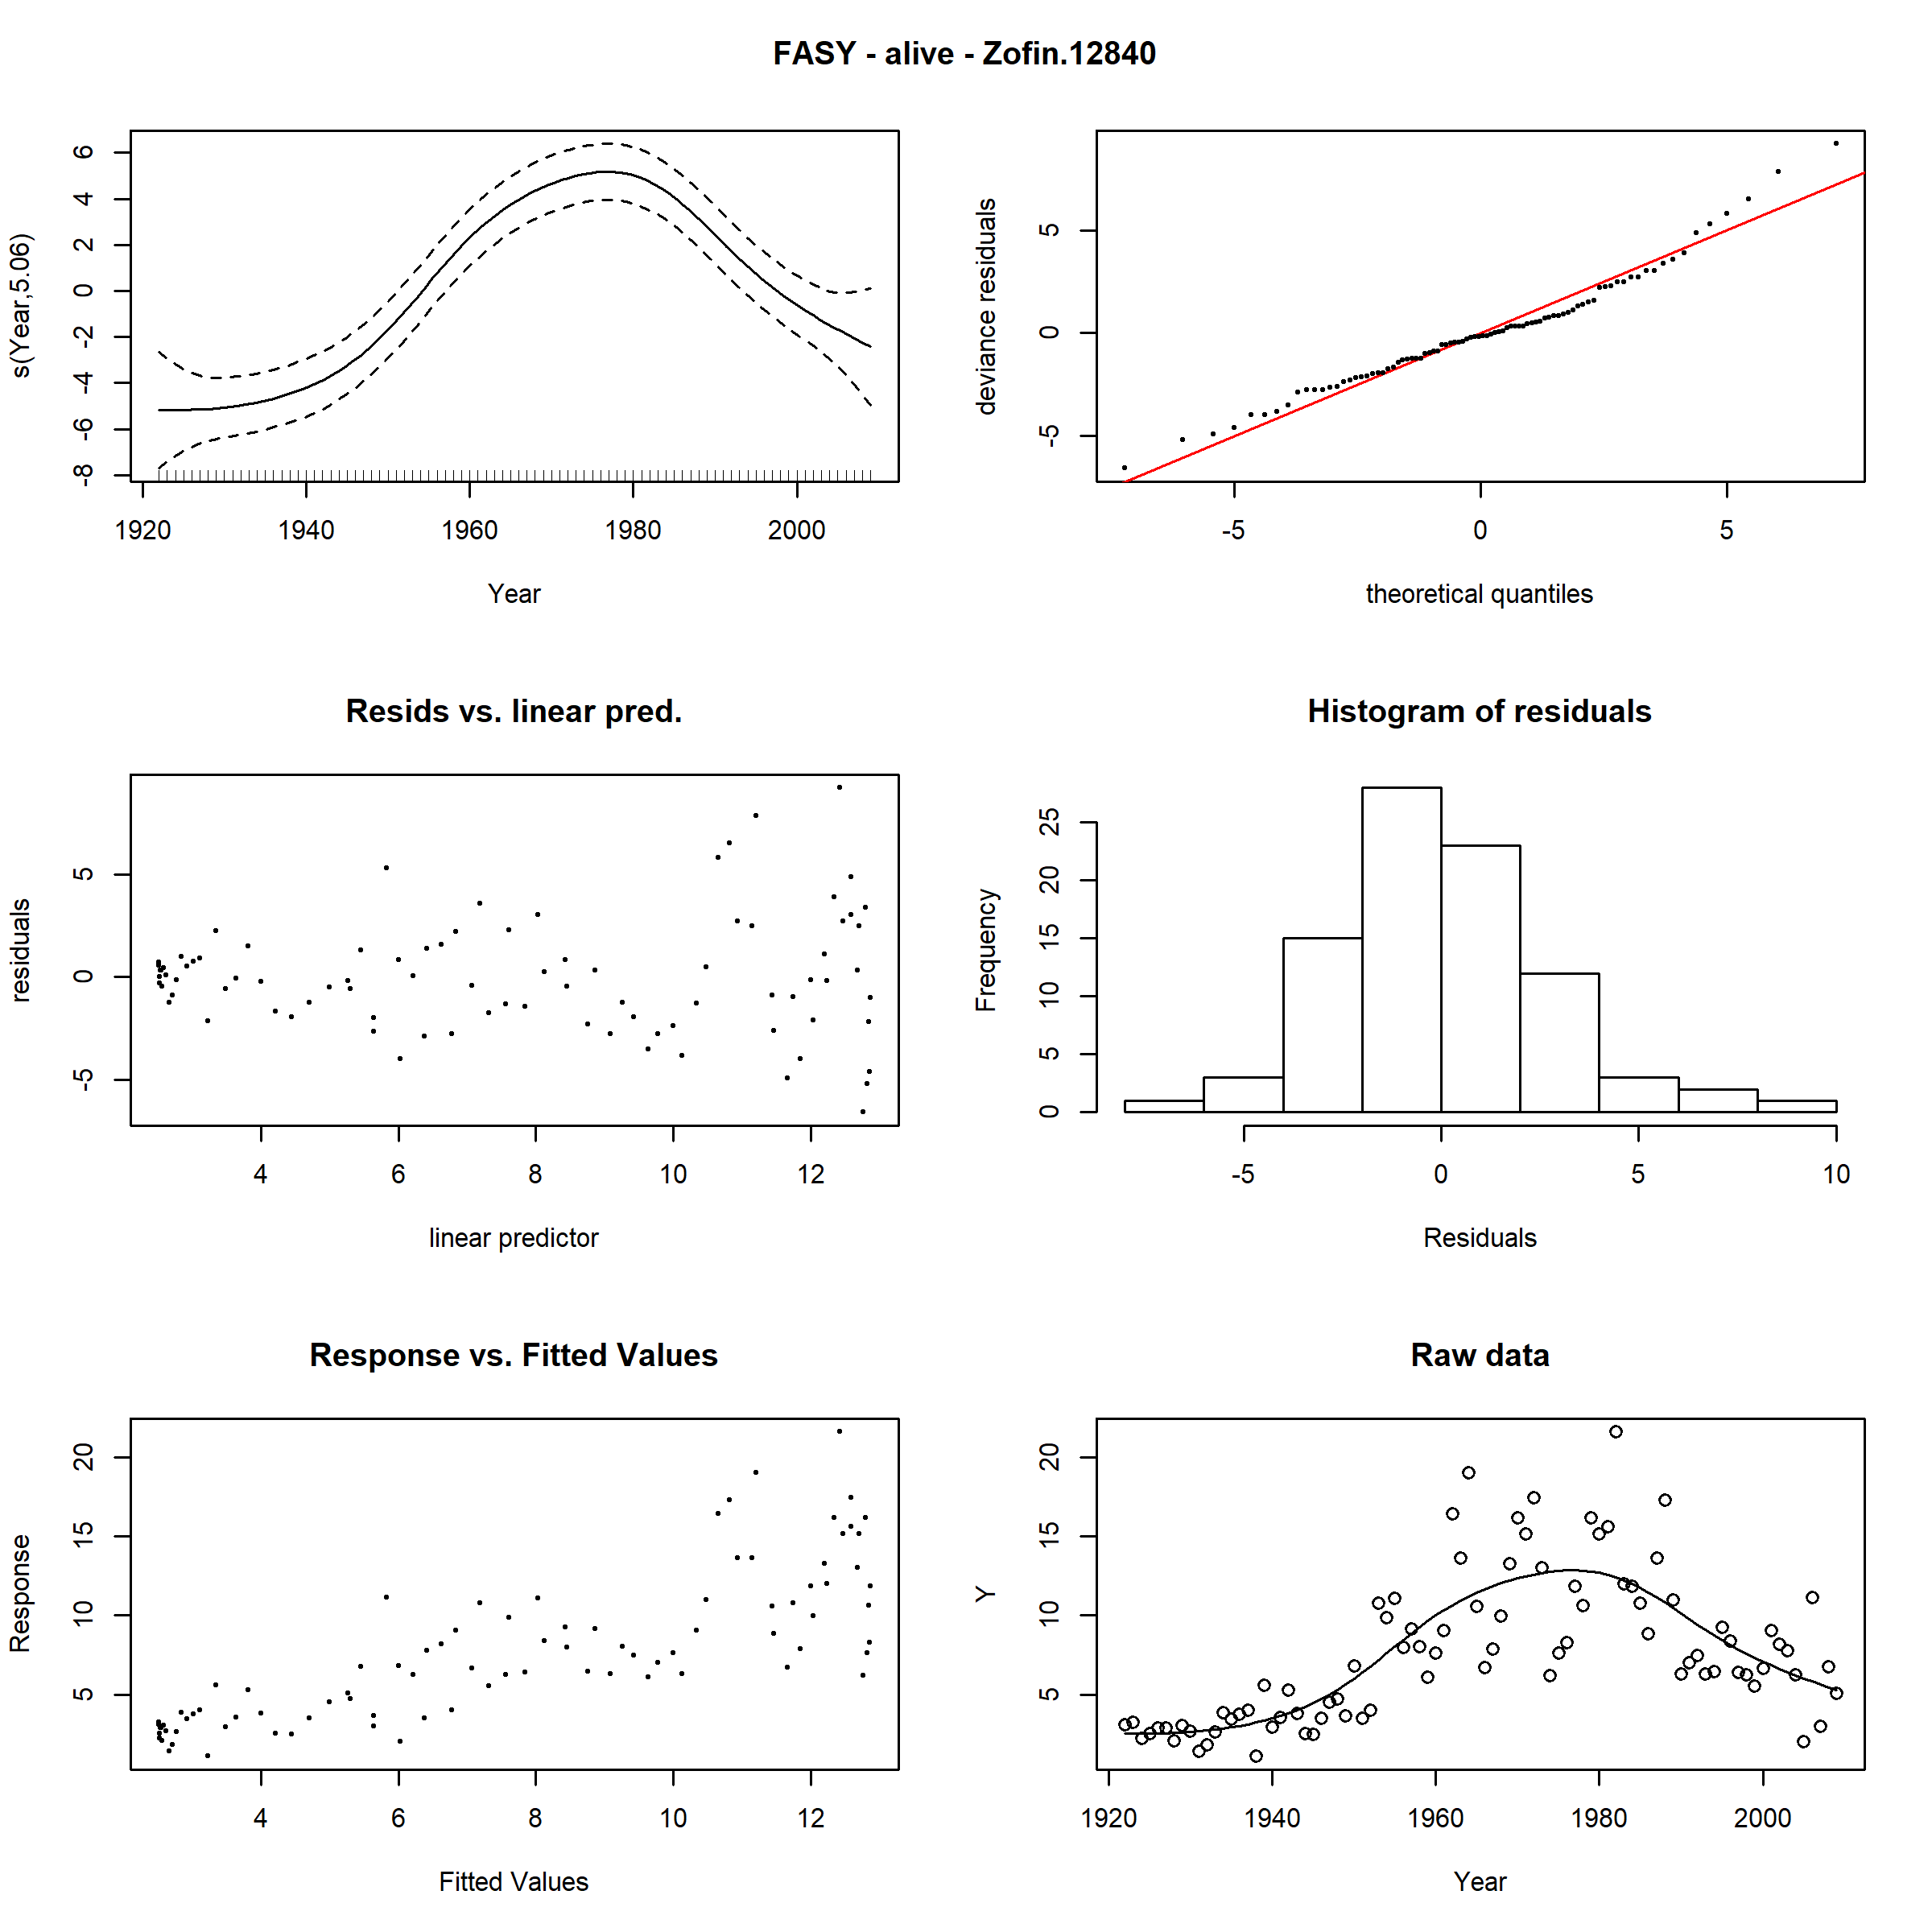 FASY - alive - Zofin.12840
s(Year,5.06)
6
4
2
0
-2
-4
-6
-8
1920 1940 1960 1980 2000
Year
deviance residuals
5
0
-5
-5 0 5
theoretical quantiles
Resids vs. linear pred.
residuals
5
0
-5
4 6 8 10 12
linear predictor
Histogram of residuals
Frequency
25
20
15
10
5
0
-5 0 5 10
Residuals
Response vs. Fitted Values
Response
20
15
10
5
4 6 8 10 12
Fitted Values
Raw data
Y
20
15
10
5
1920 1940 1960 1980 2000
Year